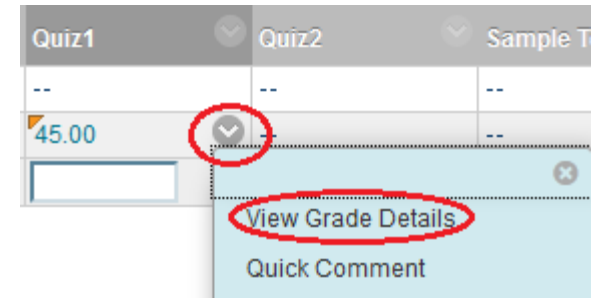 Quiz1 Quiz2 Sample T
-- -- --
45.00 -- --
View Grade Details
Quick Comment